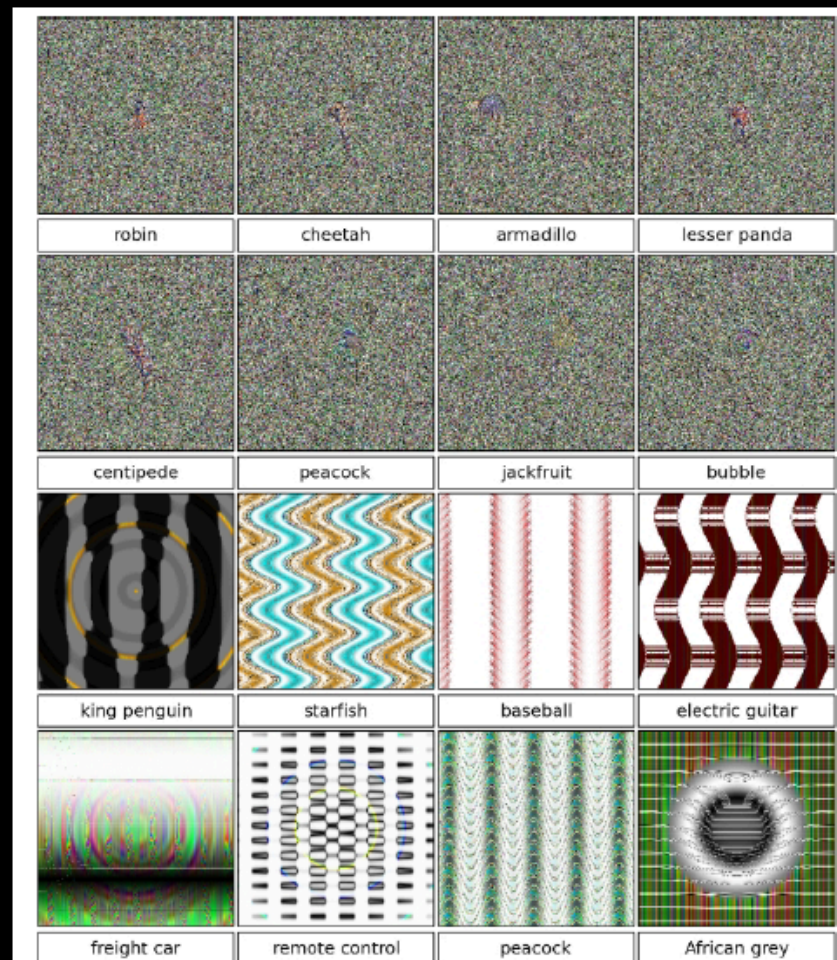 robin
cheetah
armadillo
lesser panda
centipede
peacock
jackfruit
bubble
king penguin
starfish
baseball
electric guitar
freight car
remote control
peacock
African grey